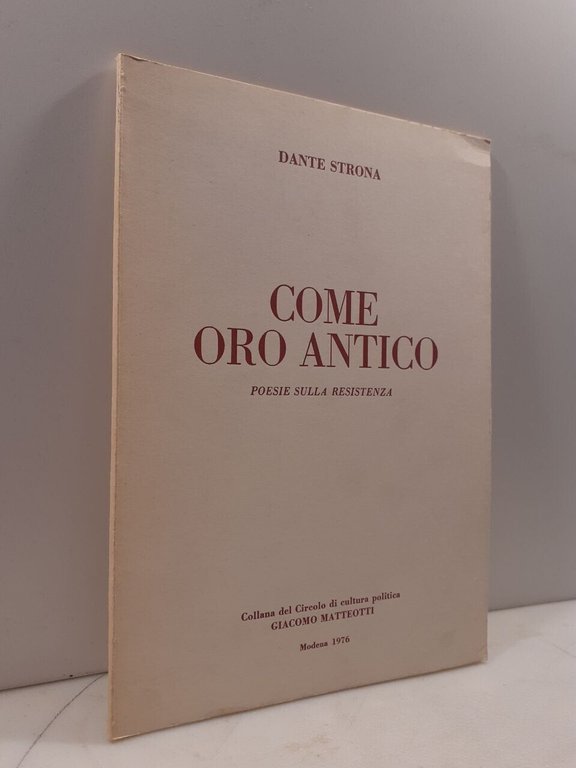 DANTE STRONA
COME
ORO ANTICO
POESIE SULLA RESISTENZA
Collana del Circolo di cultura politica
GIACOMO MATTEOTTI
Modena 1976